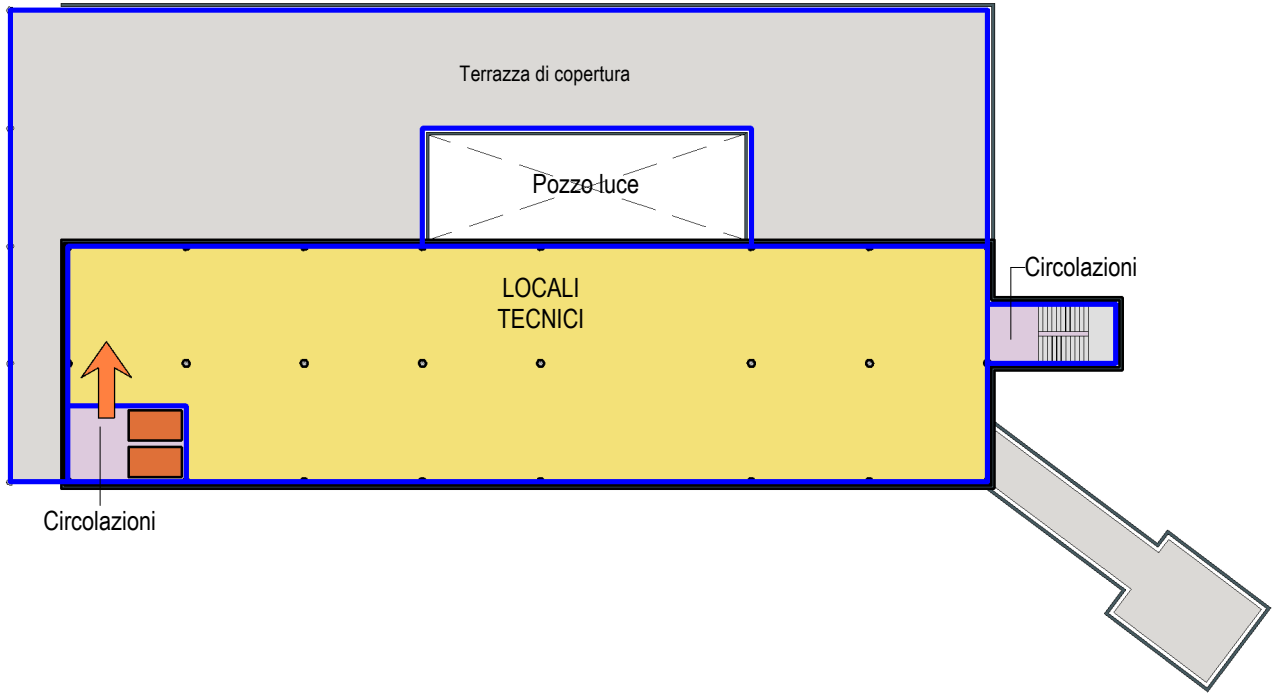 Terrazza di copertura
Pozzo luce
Circolazioni
LOCALI
TECNICI
Circolazioni